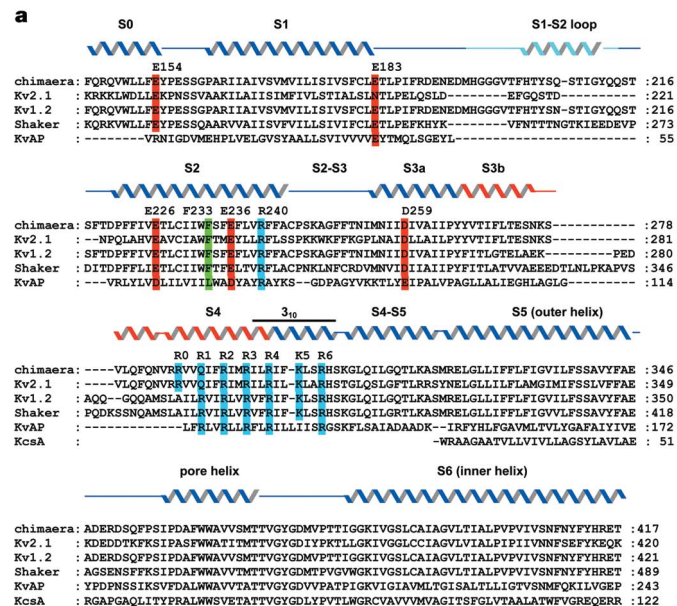 a
S0 S1 S1-S2 loop
E154 E183
chimaera : FQRQVWLLFEYPESSGPARIIAIVSVMVILISIVSFCLETLPIFRDENEDMHGGGVTFHTYSQ-STIGYQQST :216
Kv2.1 : KRKKLWDLLEKPNSSVAAKILAIISIMFIVLSTIALSLNTLPELQSLD------EFGQSTD--------- :221
Kv1.2 : FQRQVWLLFEYPESSGPARIIAIVSVMVILISIVSFCLETLPIFRDENEDMHGGGVTFHTYSN-STIGYQQST :216
Shaker : KQRKVWLLFEYPESSQAARVVAIISVFVILLSIVIFCLETLPEFKHYK-------VFNTTTNGTKIEEDEVP :273
KvAP : ------VRNIGDVMEHPLVELGVSYAALLSVIVVVVEYTMQLSGEYL-------------------------- : 55
S2 S2-S3 S3a S3b
E226 F233 E236 R240 D259
chimaera : SFTDPFFIVETLCIIWFSFEFLVRFFACPSKAGFFTNIMNIIDIVAIIPYYVTIFLTESNKS----------- :278
Kv2.1 : --NPQLAHVEAVCIAWFTMEYLLRFLSSPKKWKFFKGPLNAIDLLAILPYYVTIFLTESNKS----------- :281
Kv1.2 : SFTDPFFIVETLCIIWFSFEFLVRFFACPSKAGFFTNIMNIIDIVAIIPYFITLGTELAEK---------PED :280
Shaker : DITDPFFLIETLCIIWFTFELTVRFLACPNKLNFCRDVMNVIDIIAIIPYFITLATVVAEEEDTLNLPKAPVS :346
KvAP : ----VRLYLVDLILVIILWADYAYRAYKS--GDPAGYVKKTLYEIPALVPAGLLALIEGHLAGLG-------- :114
S4 3₁₀ S4-S5 S5 (outer helix)
R0 R1 R2 R3 R4 K5 R6
chimaera : ----VLQFQNVRRVVQIFRIMRILRIF-KLSRHSKGLQILGQTLKASMRELGLLIFFLFIGVILFSSAVYFAE :346
Kv2.1 : ----VLQFQNVRRVVQIFRIMRILRILKLARHSTGLQSLGFTLRRSYNELGLLILFLAMGIMIFSSLVFFAE :349
Kv1.2 : AQQ--GQQAMSLAILRVIRLVRVFRIF-KLSRHSKGLQILGQTLKASMRELGLLIFFLFIGVILFSSAVYFAE :350
Shaker : PQDKSSNQAMSLAILRVIRLVRVFRIF-KLSRHSKGLQILGRTLKASMRELGLLIFFLFIGVVLFSSAVYFAE :418
KvAP : ---------LFRLVRLLRFLRILLIISRGSKFLSAIADAADK--IRFYHLFGAVMLTVLYGAFAIYIVE :172
KcsA : -WRAAGAATVLLVIVLLAGSYLAVLAE : 51
pore helix S6 (inner helix)
chimaera : ADERDSQFPSIPDAFWWAVVSMTTVGYGDMVPTTIGGKIVGSLCAIAGVLTIALPVPVIVSNFNYFYHRET :417
Kv2.1 : KDEDDTKFKSIPASFWWATITMTTVGYGDIYPKTLLGKIVGGLCCIAGVLVIALPIPIIVNNFSEFYKEQK :420
Kv1.2 : ADERDSQFPSIPDAFWWAVVSMTTVGYGDMVPTTIGGKIVGSLCAIAGVLTIALPVPVIVSNFNYFYHRET :421
Shaker : AGSENSFFKSIPDAFWWAVVTMTTVGYGDMTPVGVWGKIVGSLCAIAGVLTIALPVPVIVSNFNYFYHRET :489
KvAP : YPDPNSSIKSVFDALWWAVVTATTVGYGDVVPATPIGKVIGIAVMLTGISALTLLIGTVSNMFQKILVGEP :243
KcsA : RGAPGAQLITYPRALWWSVETATTVGYGDLYPVTLWGRCVAVVVMVAGITSFGLVTAALATWFVGREQERR :122